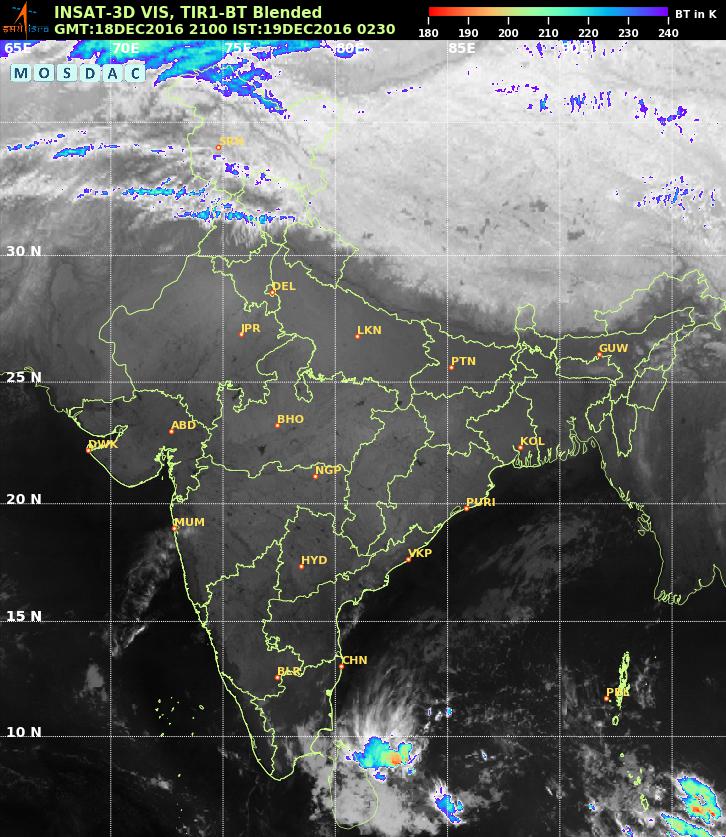 INSAT-3D VIS, TIR1-BT Blended
GMT:18DEC2016 2100 IST:19DEC2016 0230
BT in K
180 190 200 210 220 230 240
65E 70E 75E 80E 85E
MOSDAC
SRN
30 N
DEL
JPR LKN
PTN GUW
25 N
ABD BHO
DWK KOL
NGP
20 N PURI
MUM
HYD VKP
15 N
BLR CHN
PBL
10 N